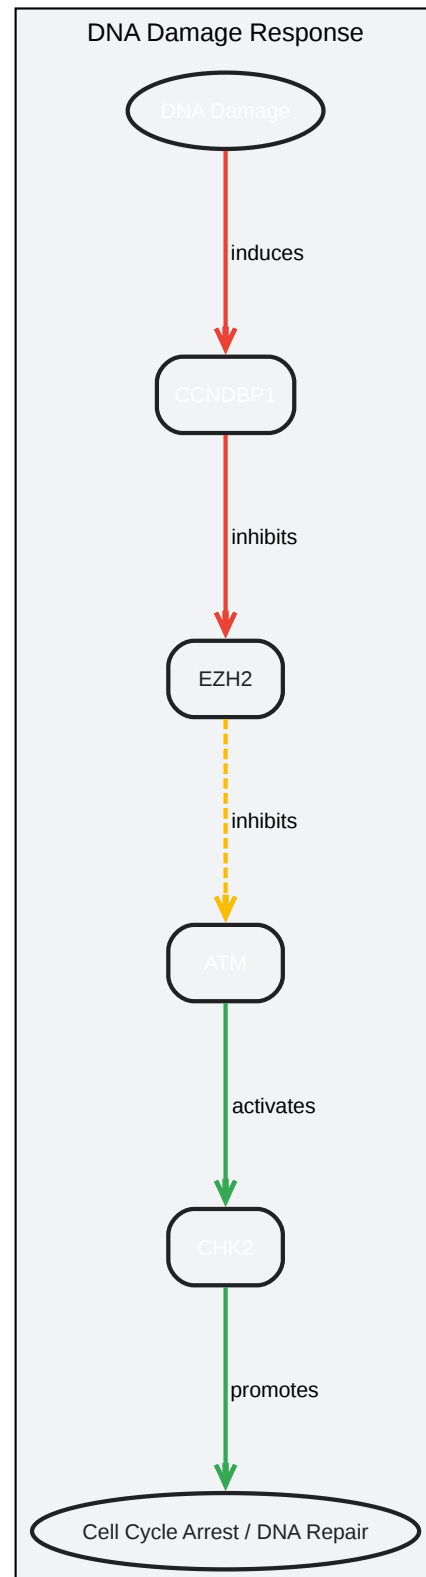 DNA Damage Response
DNA Damage
induces
CCNDBP1
inhibits
EZH2
inhibits
ATM
activates
CHK2
promotes
Cell Cycle Arrest / DNA Repair